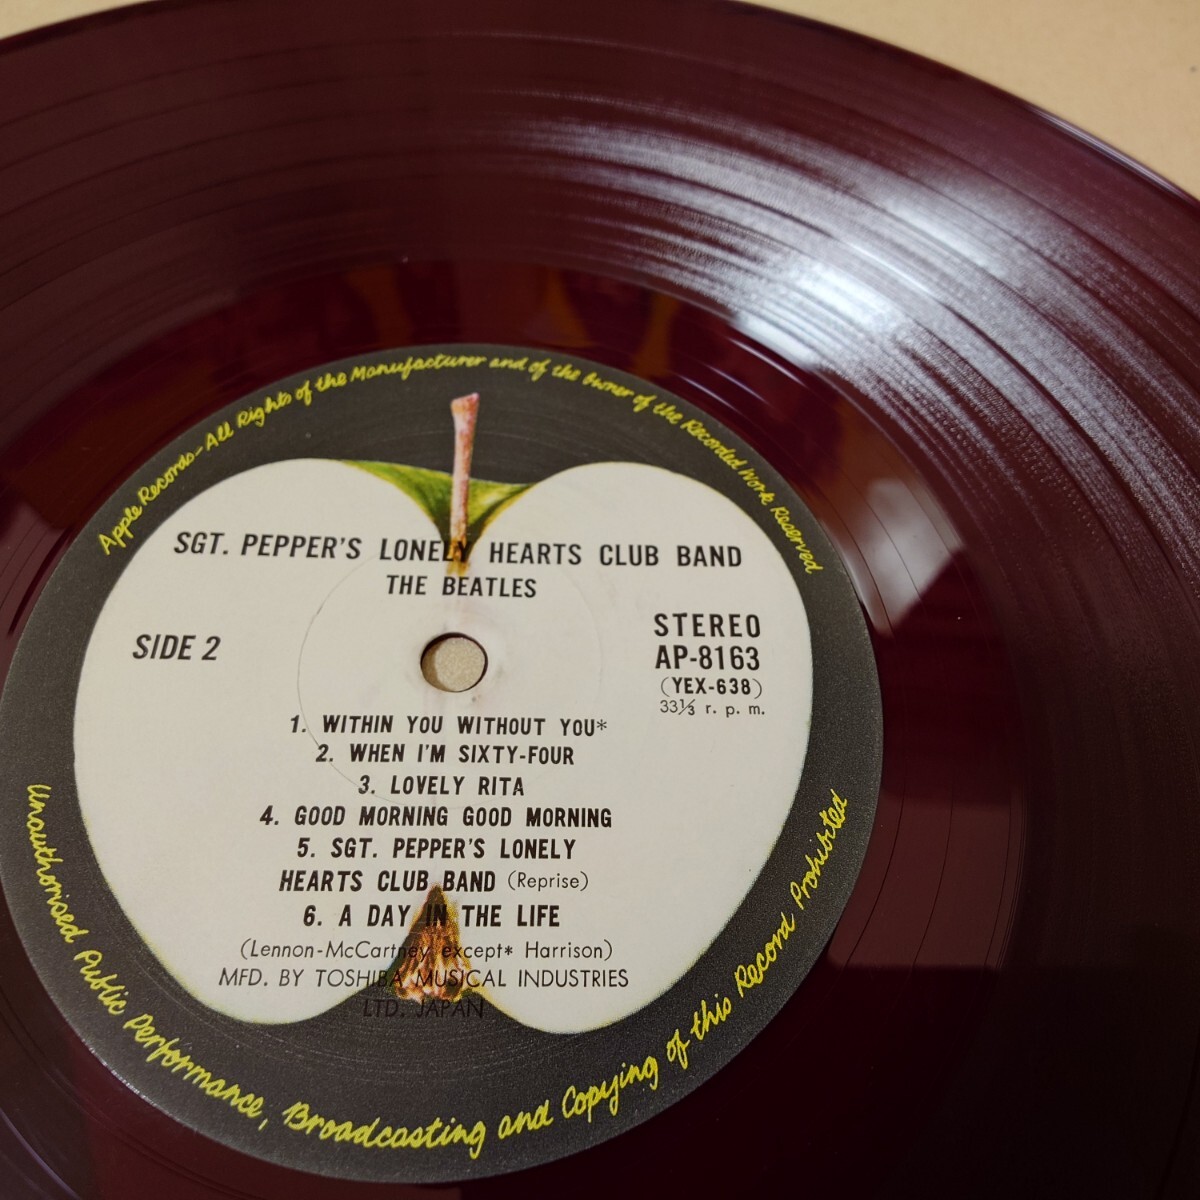 Apple Records-All Rights of the Manufacturer and of the Owner of the Recorded Work Reserved
SGT. PEPPER'S LONELY HEARTS CLUB BAND
THE BEATLES
SIDE 2
STEREO
AP-8163
(YEX-638)
33⅓ r. p. m.
1. WITHIN YOU WITHOUT YOU*
2. WHEN I'M SIXTY-FOUR
3. LOVELY RITA
4. GOOD MORNING GOOD MORNING
5. SGT. PEPPER'S LONELY
HEARTS CLUB BAND (Reprise)
6. A DAY IN THE LIFE
(Lennon-McCartney except* Harrison)
MFD. BY TOSHIBA MUSICAL INDUSTRIES
LTD. JAPAN
Unauthorised Public Performance, Broadcasting and Copying of this Record Prohibited